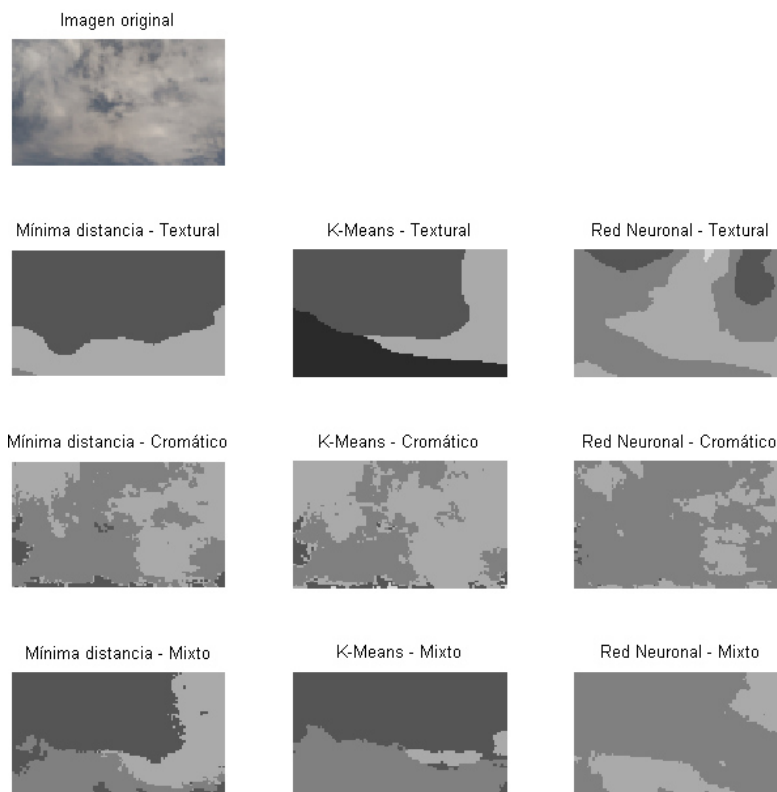 Imagen original
Mínima distancia - Textural
K-Means - Textural
Red Neuronal - Textural
Mínima distancia - Cromático
K-Means - Cromático
Red Neuronal - Cromático
Mínima distancia - Mixto
K-Means - Mixto
Red Neuronal - Mixto